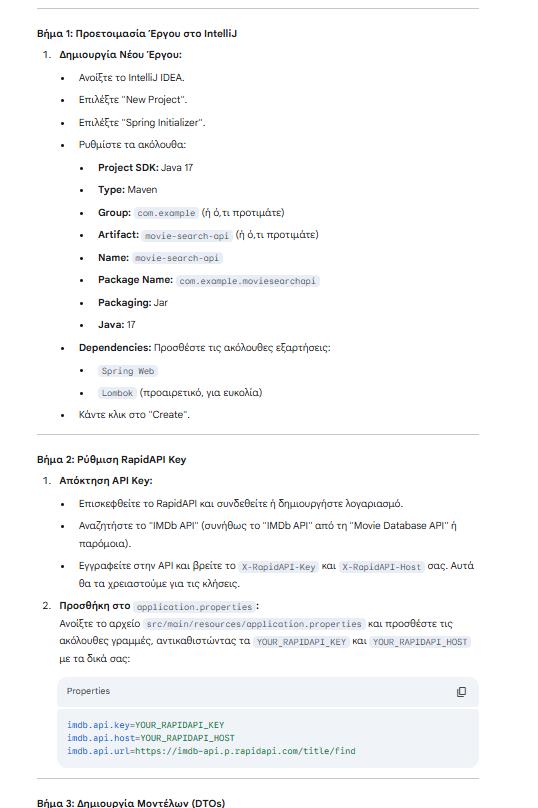 Βήμα 1: Προετοιμασία Έργου στο IntelliJ
1. Δημιουργία Νέου Έργου:
• Ανοίξτε το IntelliJ IDEA.
• Επιλέξτε "New Project".
• Επιλέξτε "Spring Initializer".
• Ρυθμίστε τα ακόλουθα:
• Project SDK: Java 17
• Type: Maven
• Group: com.example (ή ό,τι προτιμάτε)
• Artifact: movie-search-api (ή ό,τι προτιμάτε)
• Name: movie-search-api
• Package Name: com.example.moviesearchapi
• Packaging: Jar
• Java: 17
• Dependencies: Προσθέστε τις ακόλουθες εξαρτήσεις:
• Spring Web
• Lombok (προαιρετικό, για ευκολία)
• Κάντε κλικ στο "Create".
Βήμα 2: Ρύθμιση RapidAPI Key
1. Απόκτηση API Key:
• Επισκεφθείτε το RapidAPI και συνδεθείτε ή δημιουργήστε λογαριασμό.
• Αναζητήστε το "IMDb API" (συνήθως το "IMDb API" από τη "Movie Database API" ή
παρόμοια).
• Εγγραφείτε στην API και βρείτε το X-RapidAPI-Key και X-RapidAPI-Host σας. Αυτά
θα τα χρειαστούμε για τις κλήσεις.
2. Προσθήκη στο application.properties:
Ανοίξτε το αρχείο src/main/resources/application.properties και προσθέστε τις
ακόλουθες γραμμές, αντικαθιστώντας τα YOUR_RAPIDAPI_KEY και YOUR_RAPIDAPI_HOST
με τα δικά σας:
Properties
imdb.api.key=YOUR_RAPIDAPI_KEY
imdb.api.host=YOUR_RAPIDAPI_HOST
imdb.api.url=https://imdb-api.p.rapidapi.com/title/find
Βήμα 3: Δημιουργία Μοντέλων (DTOs)